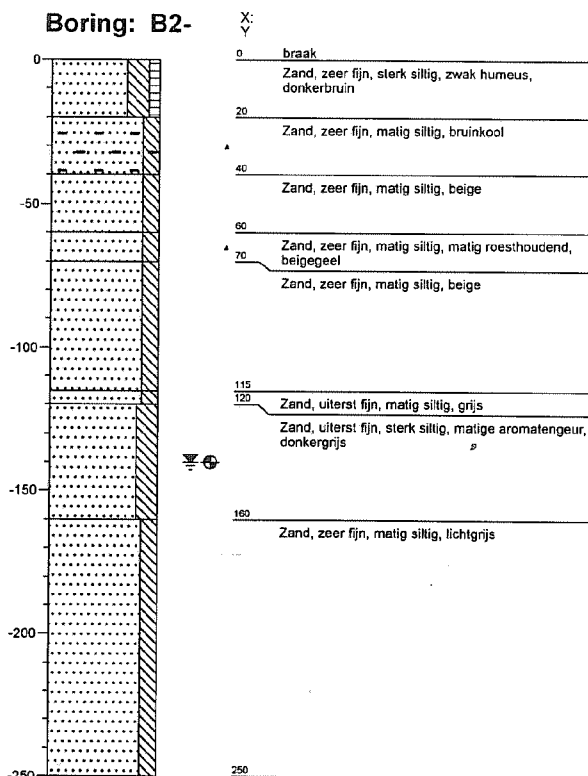 Boring: B2-
X:
Y
0
0
braak
Zand, zeer fijn, sterk siltig, zwak humeus,
donkerbruin
20
Zand, zeer fijn, matig siltig, bruinkool
40
Zand, zeer fijn, matig siltig, beige
-50
60
Zand, zeer fijn, matig siltig, matig roesthoudend,
beigegeel
70
Zand, zeer fijn, matig siltig, beige
-100
115
Zand, uiterst fijn, matig siltig, grijs
120
Zand, uiterst fijn, sterk siltig, matige aromatengeur,
donkergrijs
-150
160
Zand, zeer fijn, matig siltig, lichtgrijs
-200
-250
250